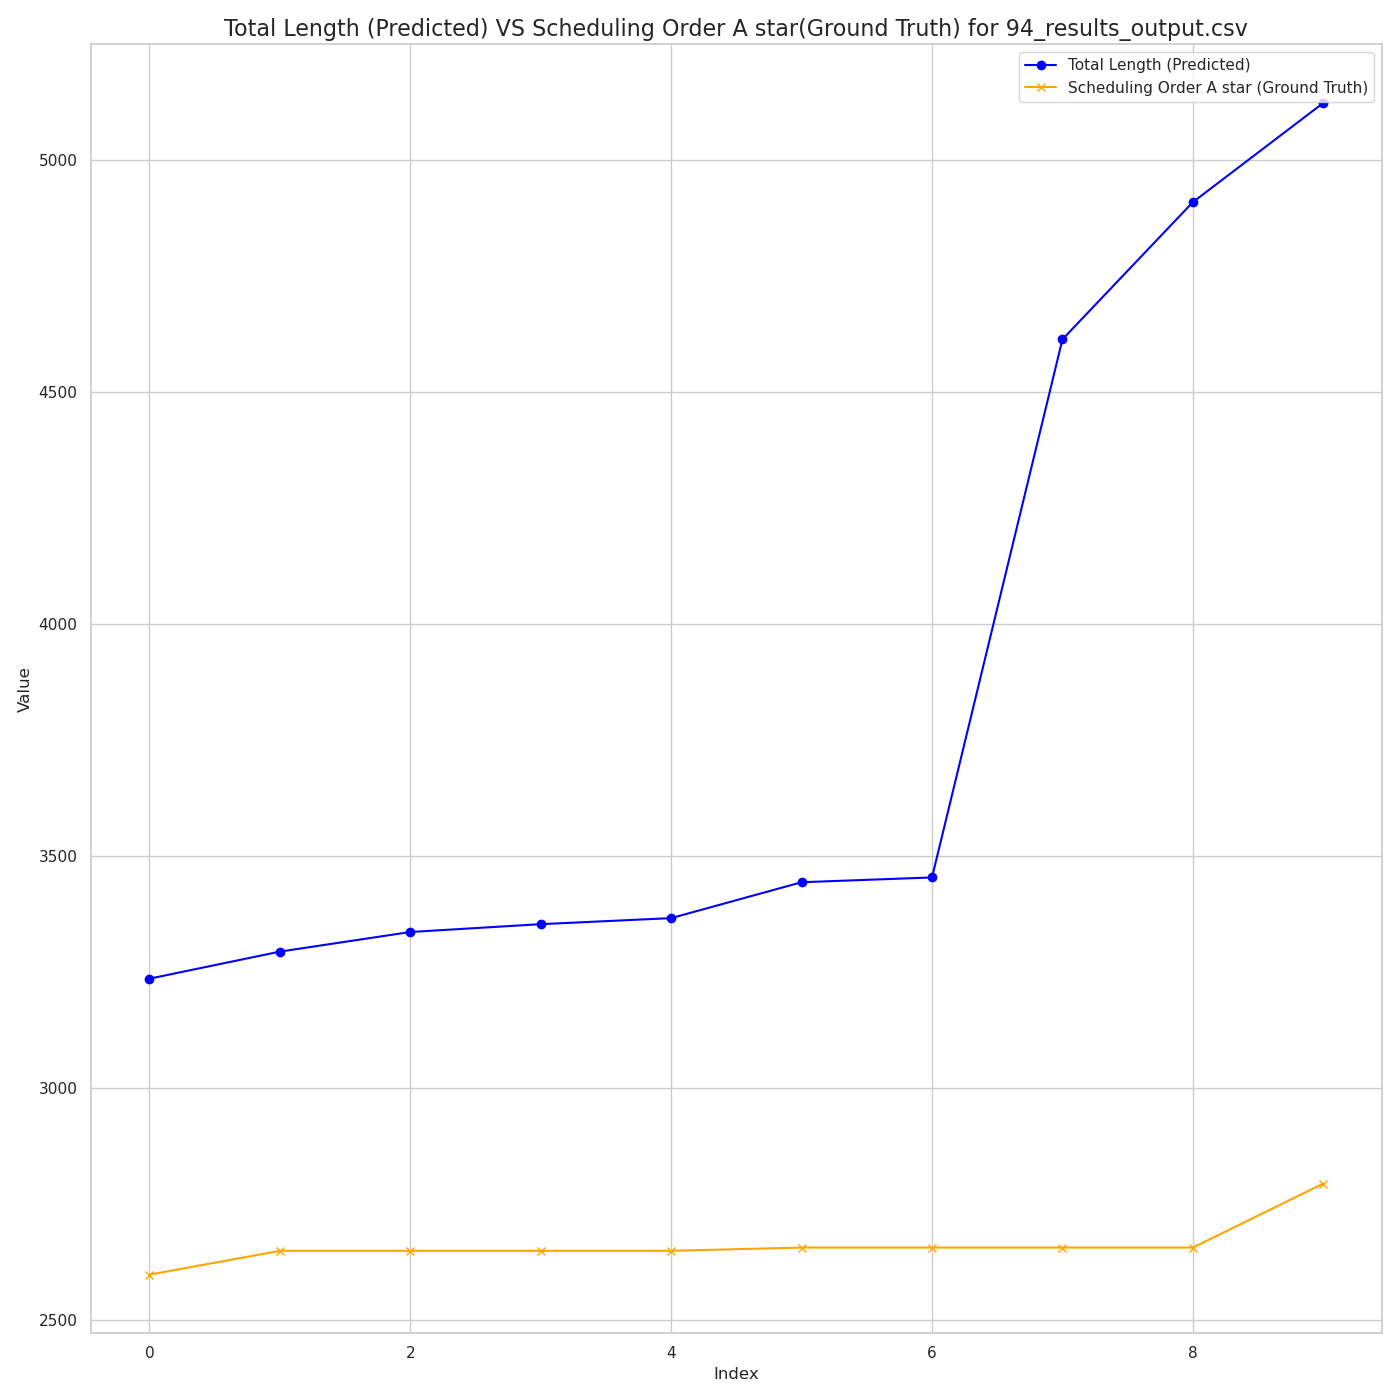 Total Length (Predicted) VS Scheduling Order A star(Ground Truth) for 94_results_output.csv
Total Length (Predicted)
Scheduling Order A star (Ground Truth)
5000
4500
4000
3500
3000
2500
Value
0 2 4 6 8
Index